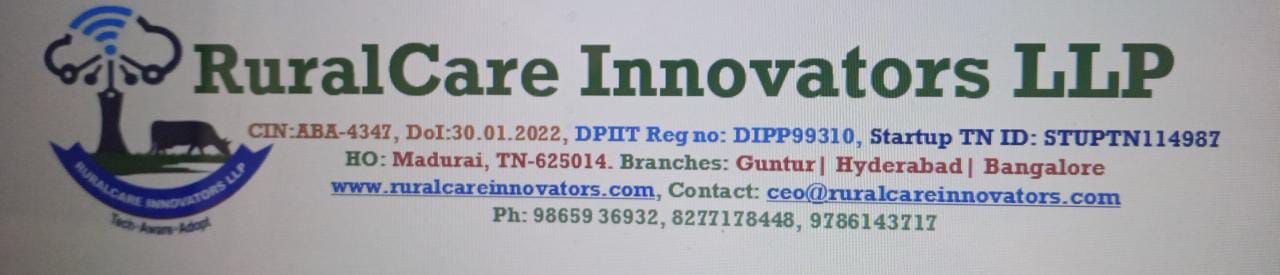 RuralCare Innovators LLP
CIN:ABA-4347, DoI:30.01.2022, DPIIT Reg no: DIPP99310, Startup TN ID: STUPTN114987
HO: Madurai, TN-625014. Branches: Guntur| Hyderabad| Bangalore
www.ruralcareinnovators.com, Contact: ceo@ruralcareinnovators.com
Ph: 98659 36932, 8277178448, 9786143717
RURALCARE INNOVATORS LLP
Tech-Aware-Adopt